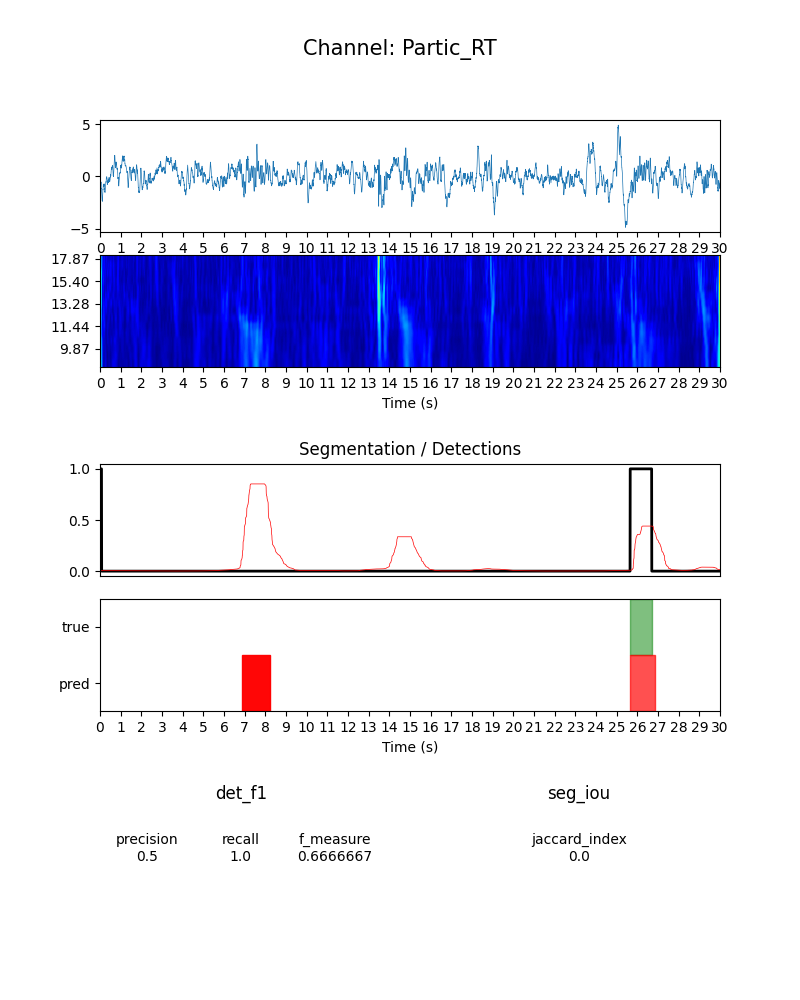 Channel: Partic_RT
5
0
−5
0 1 2 3 4 5 6 7 8 9 10 11 12 13 14 15 16 17 18 19 20 21 22 23 24 25 26 27 28 29 30
17.87
15.40
13.28
11.44
9.87
0 1 2 3 4 5 6 7 8 9 10 11 12 13 14 15 16 17 18 19 20 21 22 23 24 25 26 27 28 29 30
Time (s)
Segmentation / Detections
1.0
0.5
0.0
true
pred
0 1 2 3 4 5 6 7 8 9 10 11 12 13 14 15 16 17 18 19 20 21 22 23 24 25 26 27 28 29 30
Time (s)
det_f1 seg_iou
precision recall f_measure jaccard_index
0.5 1.0 0.6666667 0.0